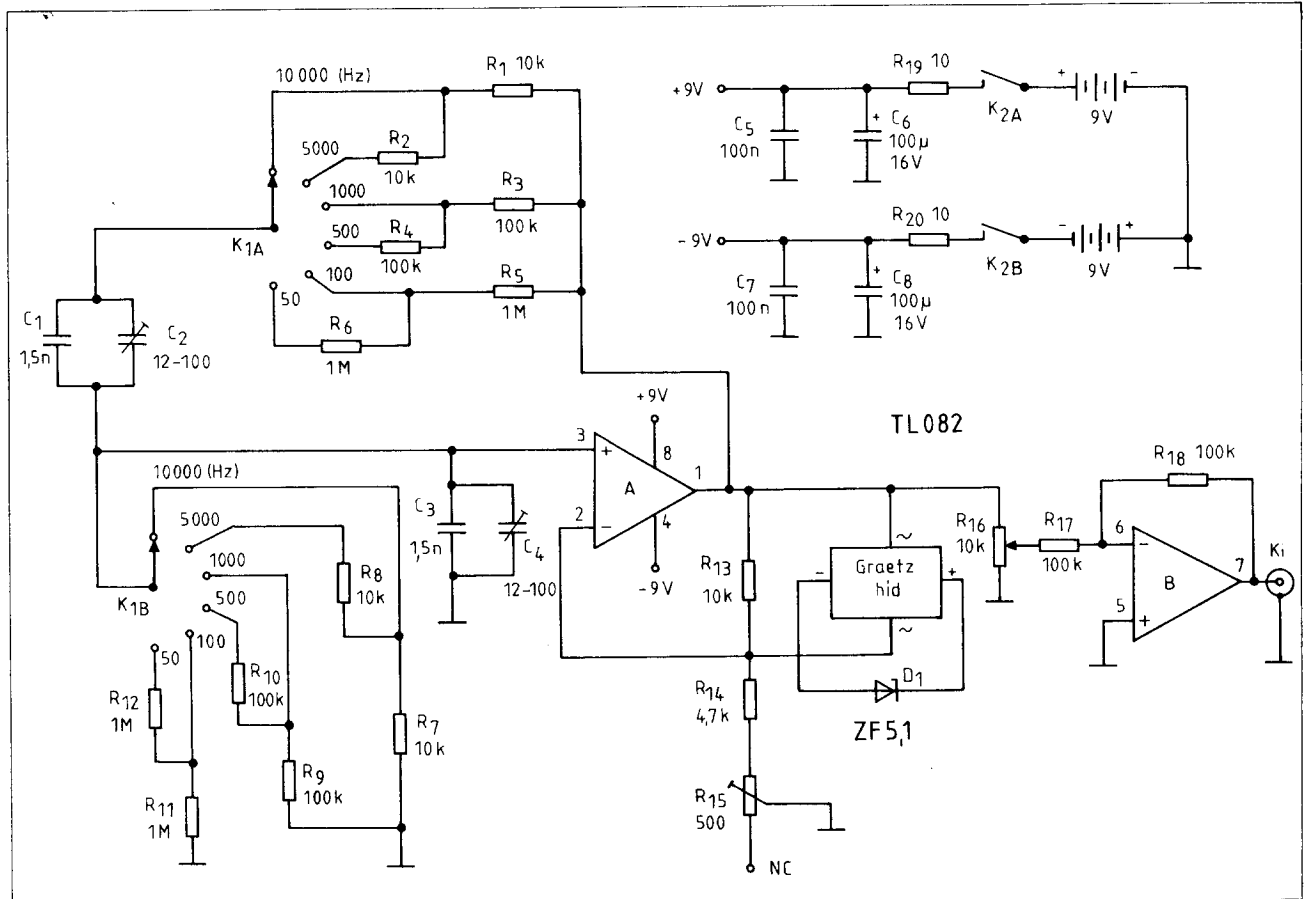 10 000 (Hz)
R1 10k
5000
R2
10k
1000
R3
100k
500
R4
100k
100
R5
1M
50
R6
1M
K1A
C1
1,5n
C2
12-100
+9V
R19 10
K2A
+ -
9V
C5
100n
+
C6
100µ
16V
-9V
R20 10
K2B
- +
9V
C7
100n
+
C8
100µ
16V
10000 (Hz)
5000
1000
500
100
50
K1B
R8
10k
R10
100k
R12
1M
R7
10k
R9
100k
R11
1M
C3
1,5n
C4
12-100
+9V
3
+
8
A
1
2
-
4
-9V
TL082
R13
10k
~
- Graetz +
hid
~
D1
ZF5,1
R14
4,7k
R15
500
NC
R16
10k
R17
100k
R18 100k
6
-
B
7
5
+
Ki